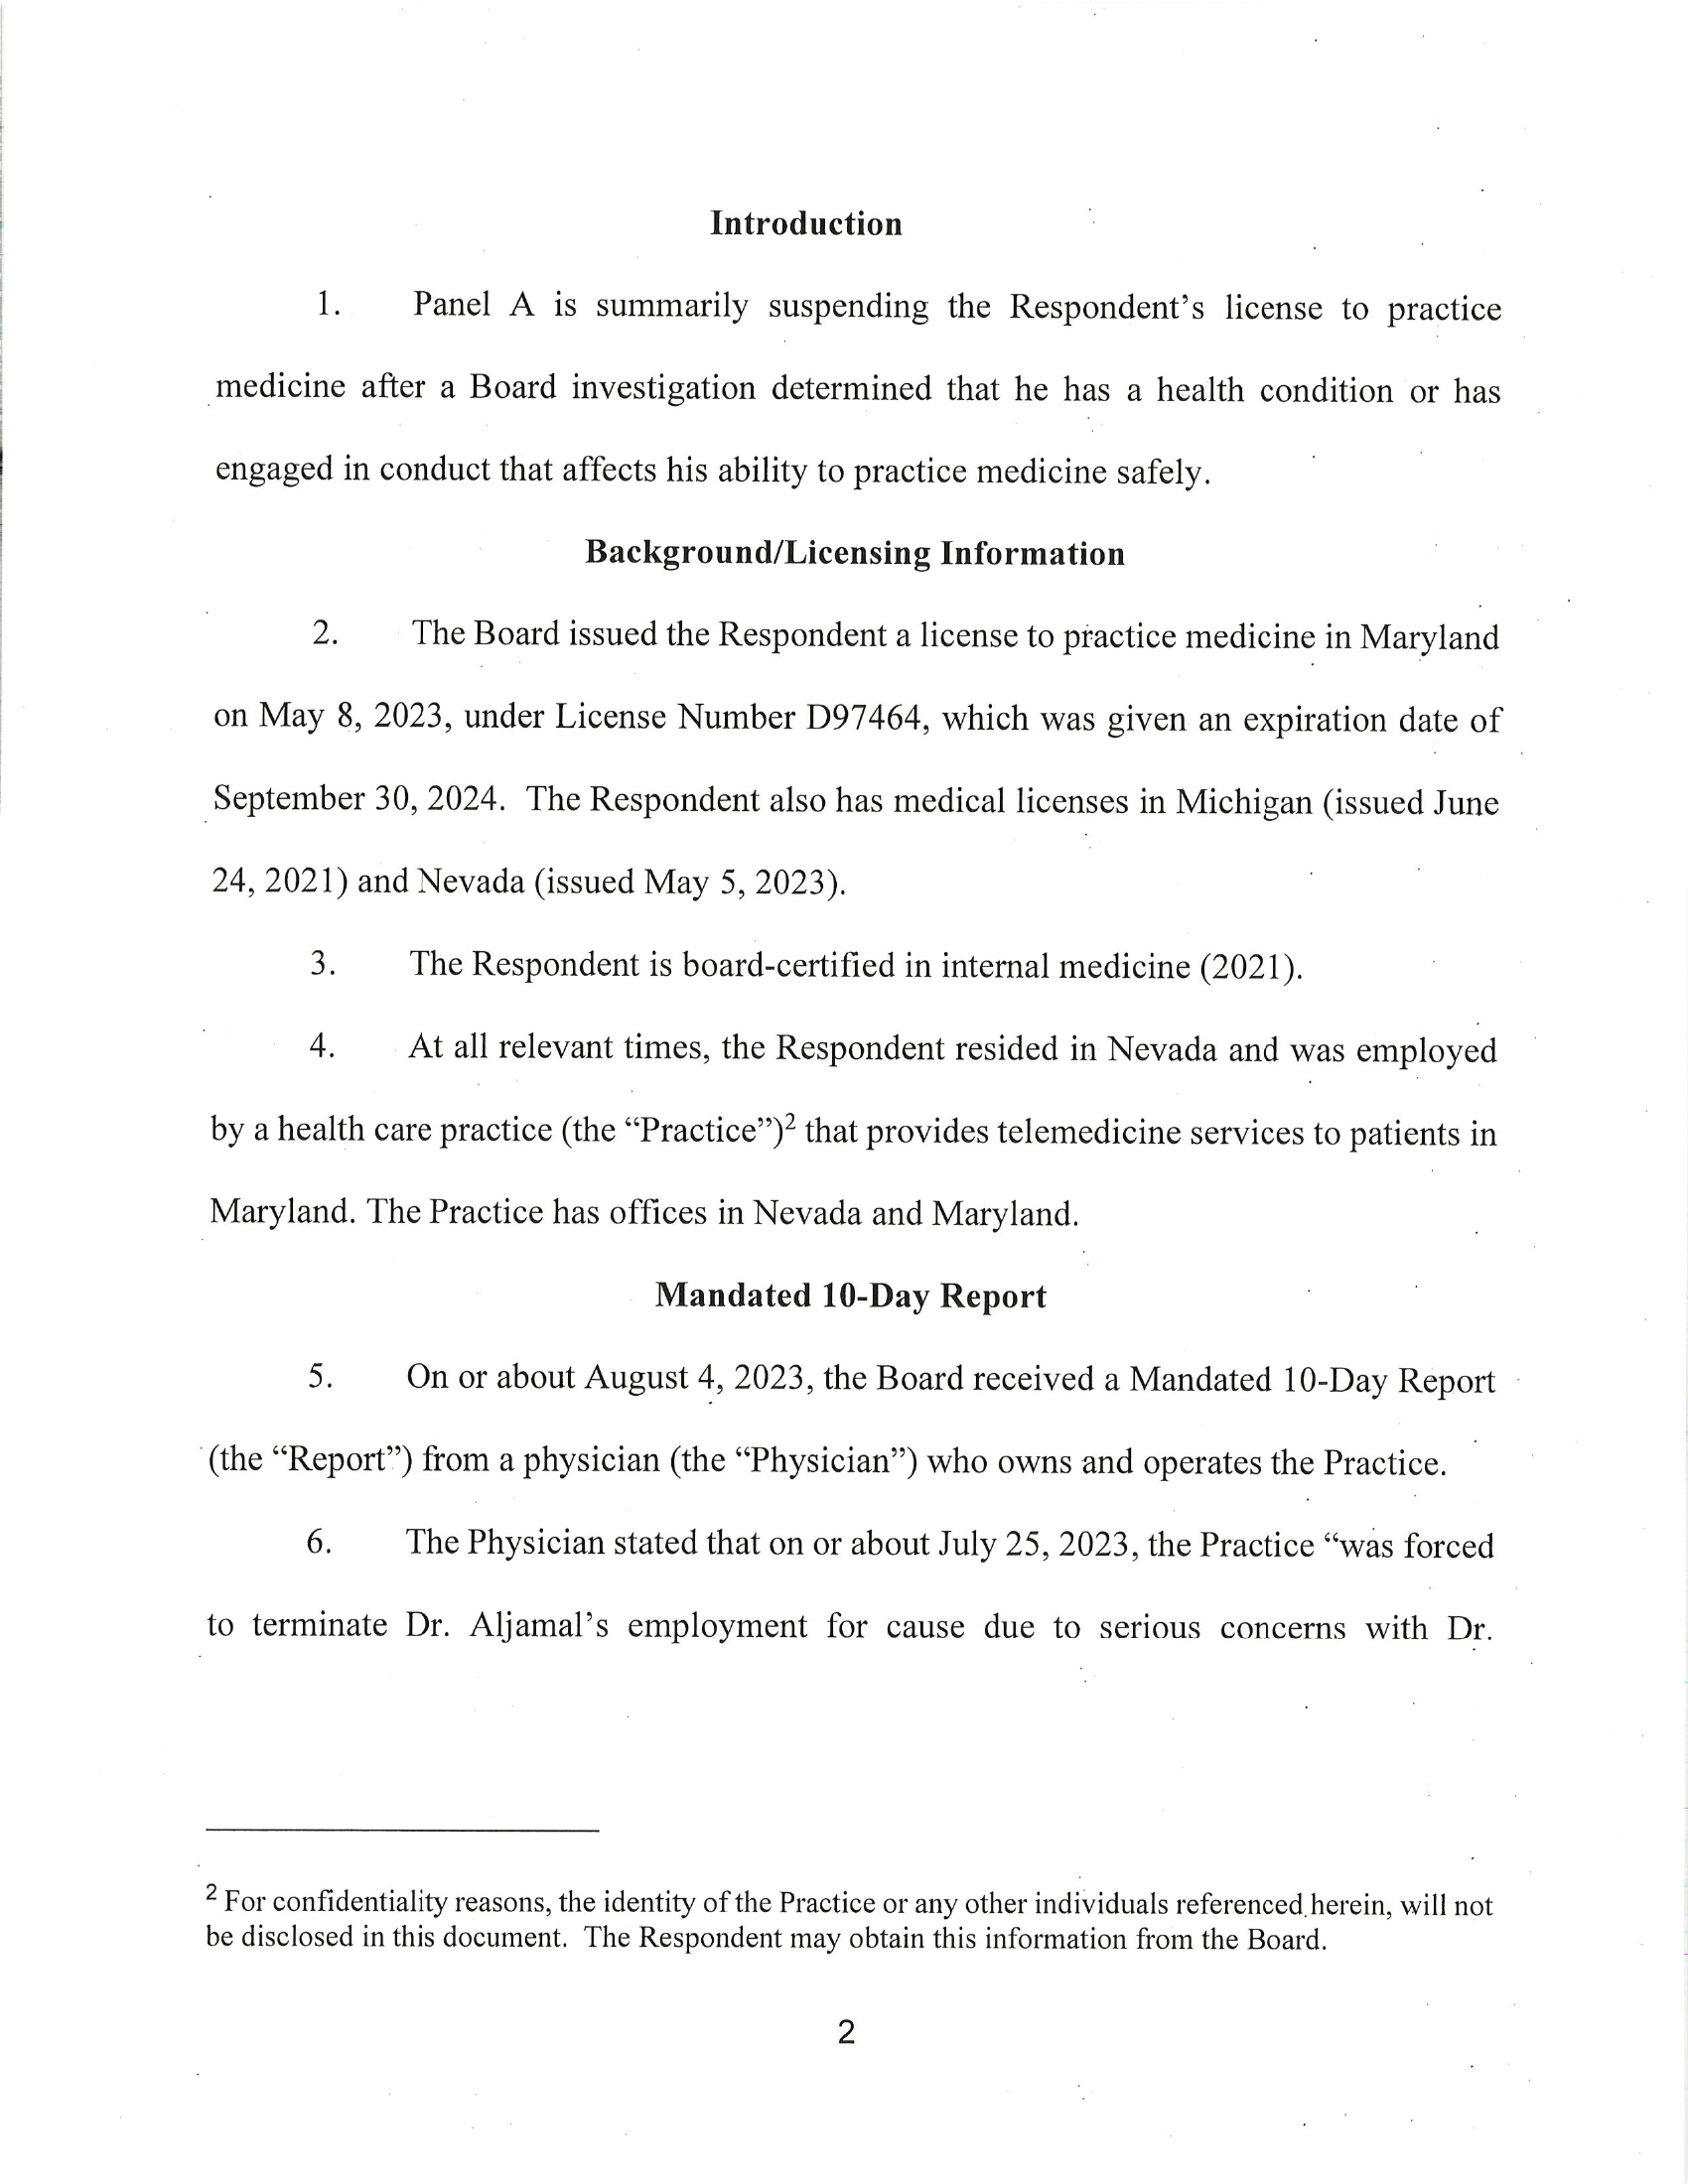 Introduction
1. Panel A is summarily suspending the Respondent's license to practice
medicine after a Board investigation determined that he has a health condition or has
engaged in conduct that affects his ability to practice medicine safely.
Background/Licensing Information
2. The Board issued the Respondent a license to practice medicine in Maryland
on May 8, 2023, under License Number D97464, which was given an expiration date of
September 30, 2024. The Respondent also has medical licenses in Michigan (issued June
24, 2021) and Nevada (issued May 5, 2023).
3. The Respondent is board-certified in internal medicine (2021).
4. At all relevant times, the Respondent resided in Nevada and was employed
by a health care practice (the “Practice”)² that provides telemedicine services to patients in
Maryland. The Practice has offices in Nevada and Maryland.
Mandated 10-Day Report
5. On or about August 4, 2023, the Board received a Mandated 10-Day Report
(the “Report”) from a physician (the “Physician”) who owns and operates the Practice.
6. The Physician stated that on or about July 25, 2023, the Practice “was forced
to terminate Dr. Aljamal's employment for cause due to serious concerns with Dr.
² For confidentiality reasons, the identity of the Practice or any other individuals referenced herein, will not
be disclosed in this document. The Respondent may obtain this information from the Board.
2